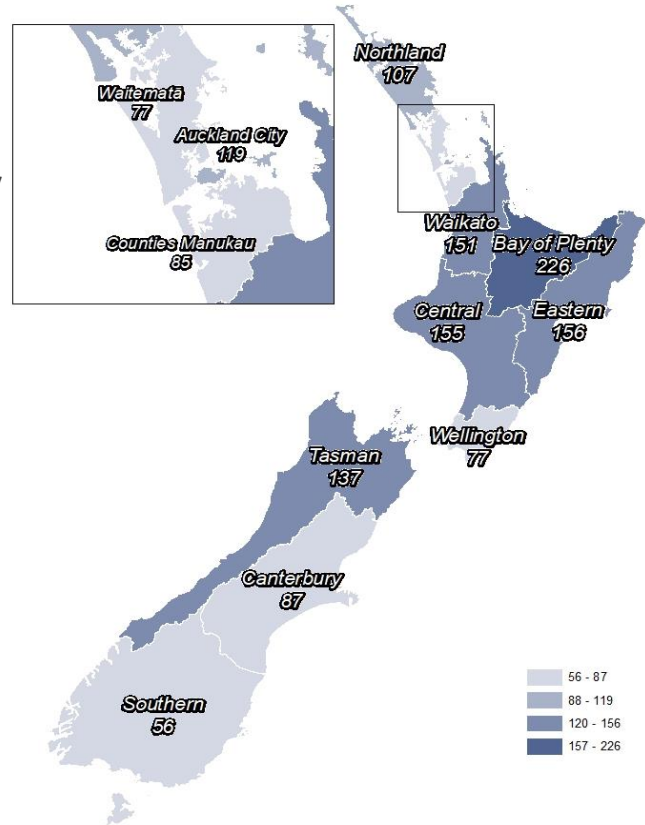 Northland
107
Waitematā
77
Auckland City
119
Counties Manukau
85
Waikato
151
Bay of Plenty
226
Central
155
Eastern
156
Wellington
77
Tasman
137
Canterbury
87
Southern
56
56 - 87
88 - 119
120 - 156
157 - 226